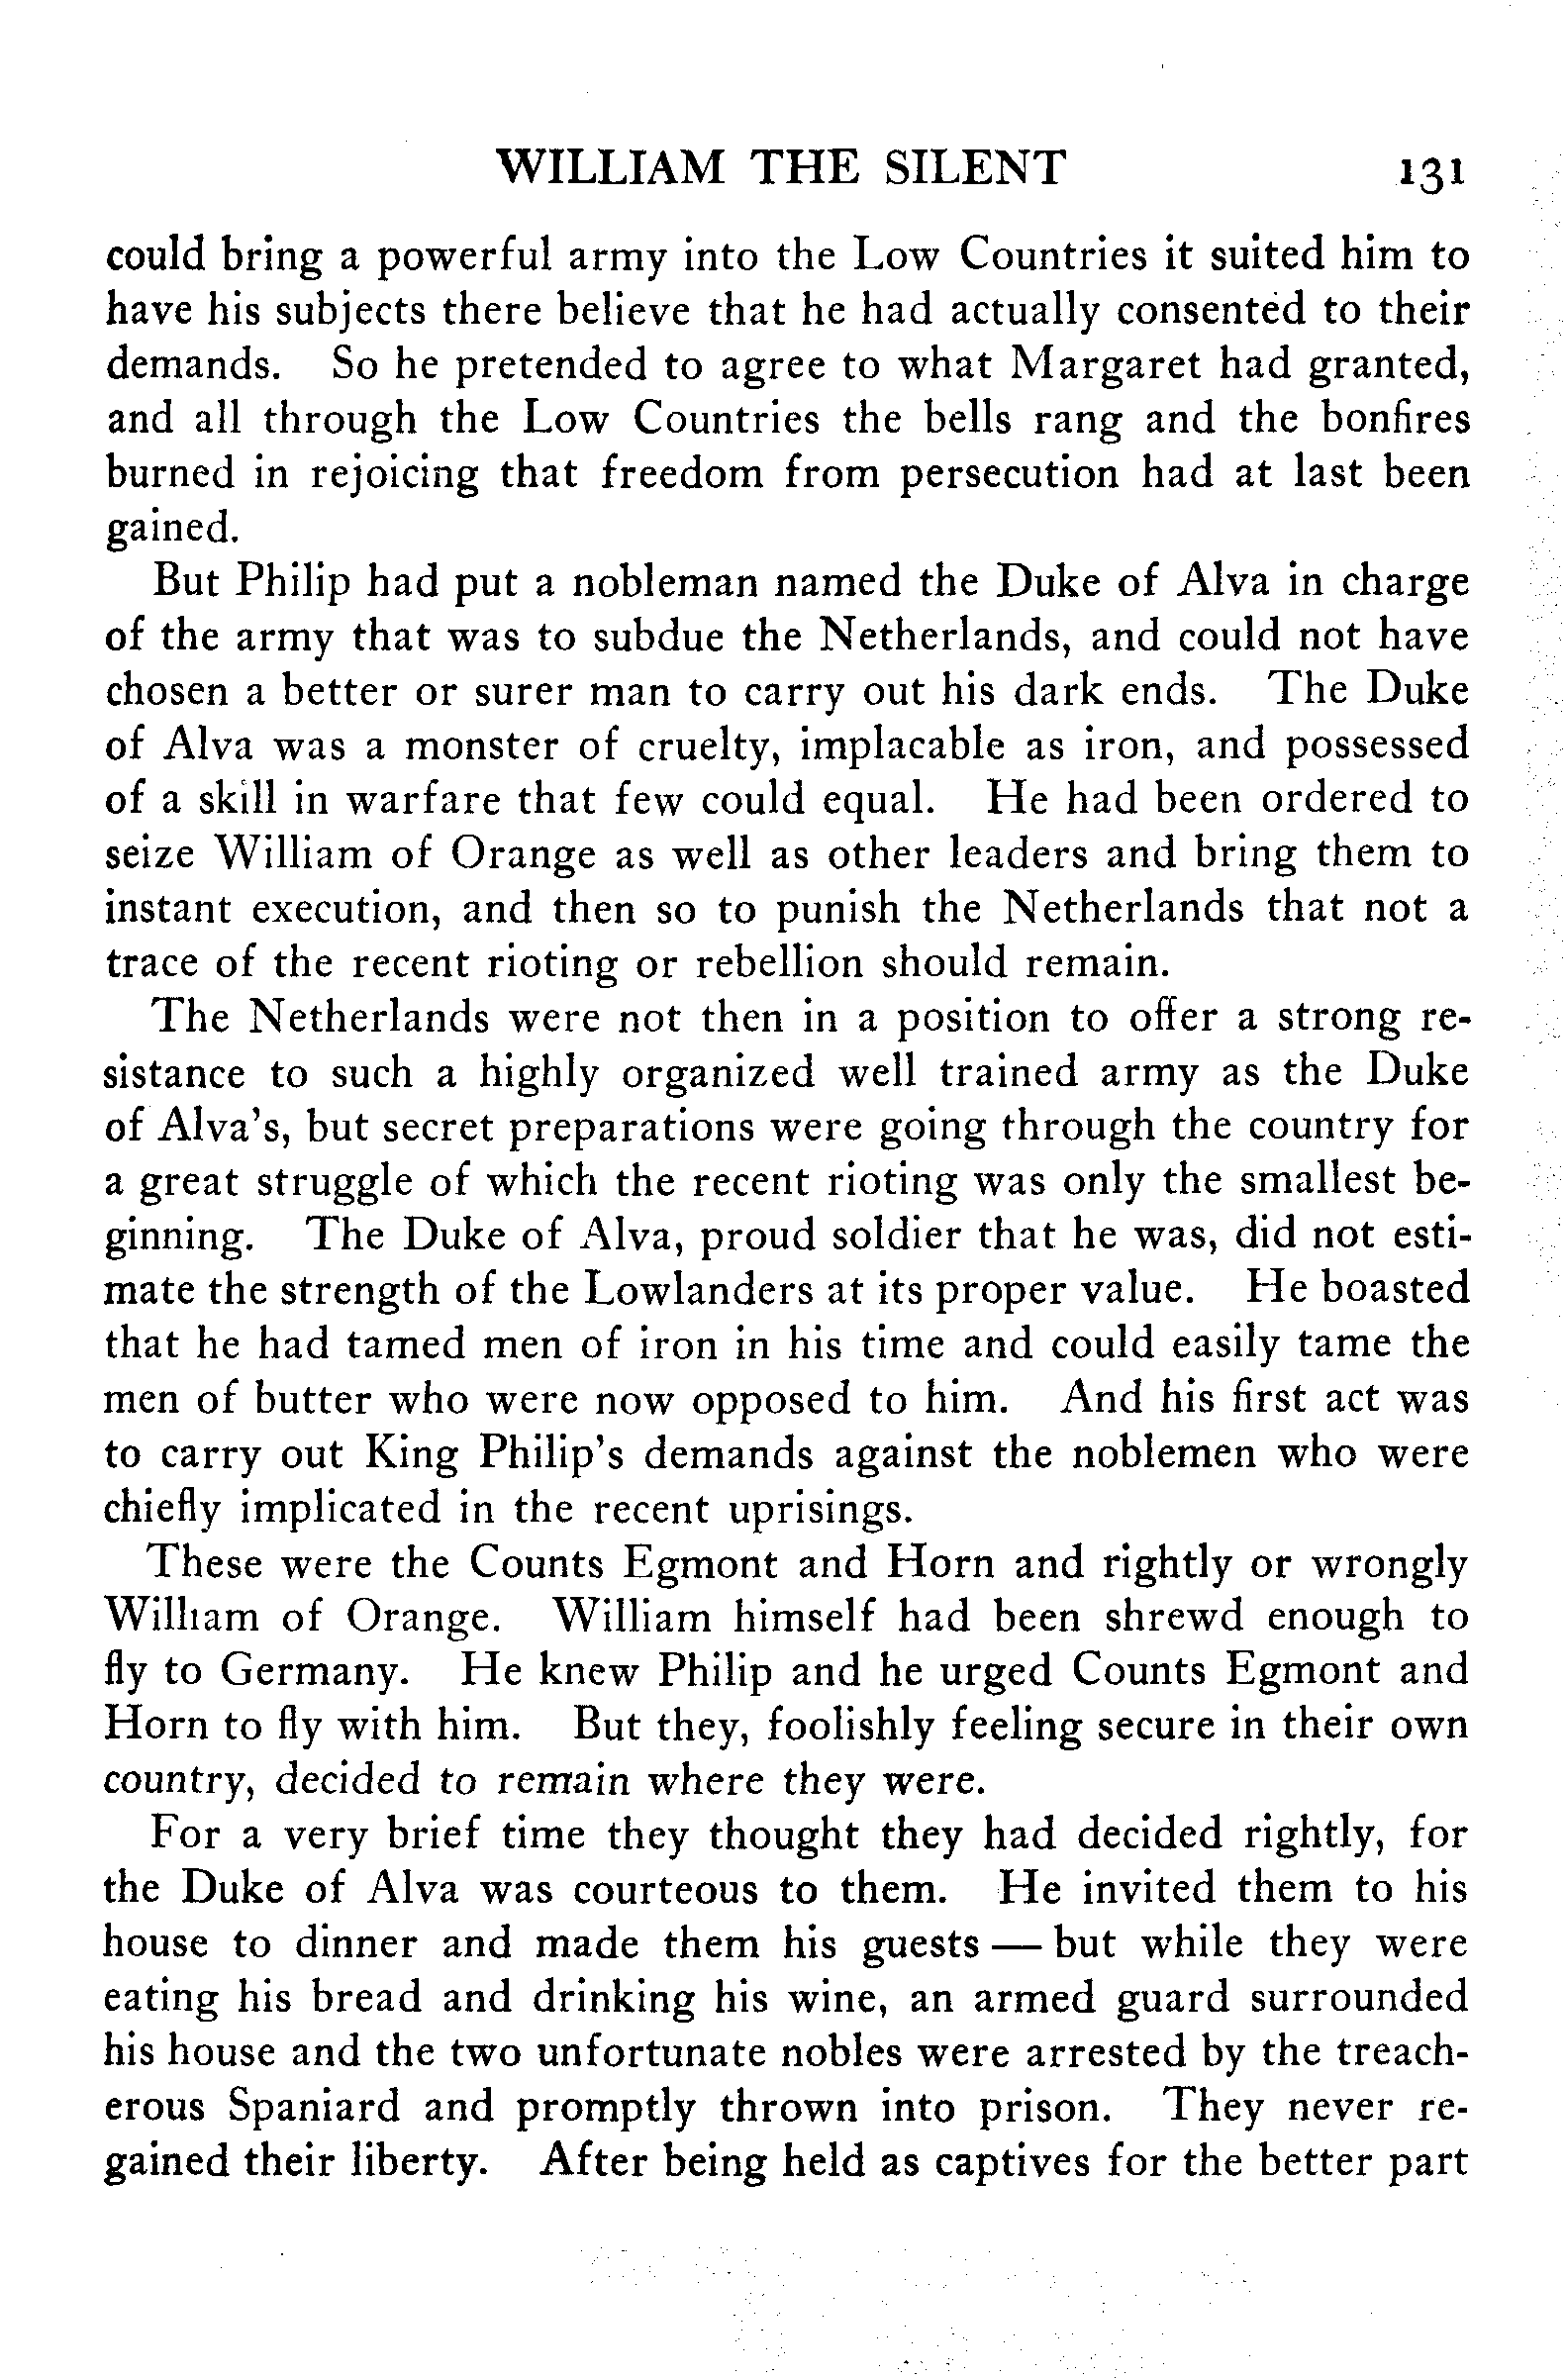 WILLIAM THE SILENT 131
could bring a powerful army into the Low Countries it suited him to
have his subjects there believe that he had actually consented to their
demands. So he pretended to agree to what Margaret had granted,
and all through the Low Countries the bells rang and the bonfires
burned in rejoicing that freedom from persecution had at last been
gained.
But Philip had put a nobleman named the Duke of Alva in charge
of the army that was to subdue the Netherlands, and could not have
chosen a better or surer man to carry out his dark ends. The Duke
of Alva was a monster of cruelty, implacable as iron, and possessed
of a skill in warfare that few could equal. He had been ordered to
seize William of Orange as well as other leaders and bring them to
instant execution, and then so to punish the Netherlands that not a
trace of the recent rioting or rebellion should remain.
The Netherlands were not then in a position to offer a strong re-
sistance to such a highly organized well trained army as the Duke
of Alva's, but secret preparations were going through the country for
a great struggle of which the recent rioting was only the smallest be-
ginning. The Duke of Alva, proud soldier that he was, did not esti-
mate the strength of the Lowlanders at its proper value. He boasted
that he had tamed men of iron in his time and could easily tame the
men of butter who were now opposed to him. And his first act was
to carry out King Philip's demands against the noblemen who were
chiefly implicated in the recent uprisings.
These were the Counts Egmont and Horn and rightly or wrongly
William of Orange. William himself had been shrewd enough to
fly to Germany. He knew Philip and he urged Counts Egmont and
Horn to fly with him. But they, foolishly feeling secure in their own
country, decided to remain where they were.
For a very brief time they thought they had decided rightly, for
the Duke of Alva was courteous to them. He invited them to his
house to dinner and made them his guests — but while they were
eating his bread and drinking his wine, an armed guard surrounded
his house and the two unfortunate nobles were arrested by the treach-
erous Spaniard and promptly thrown into prison. They never re-
gained their liberty. After being held as captives for the better part